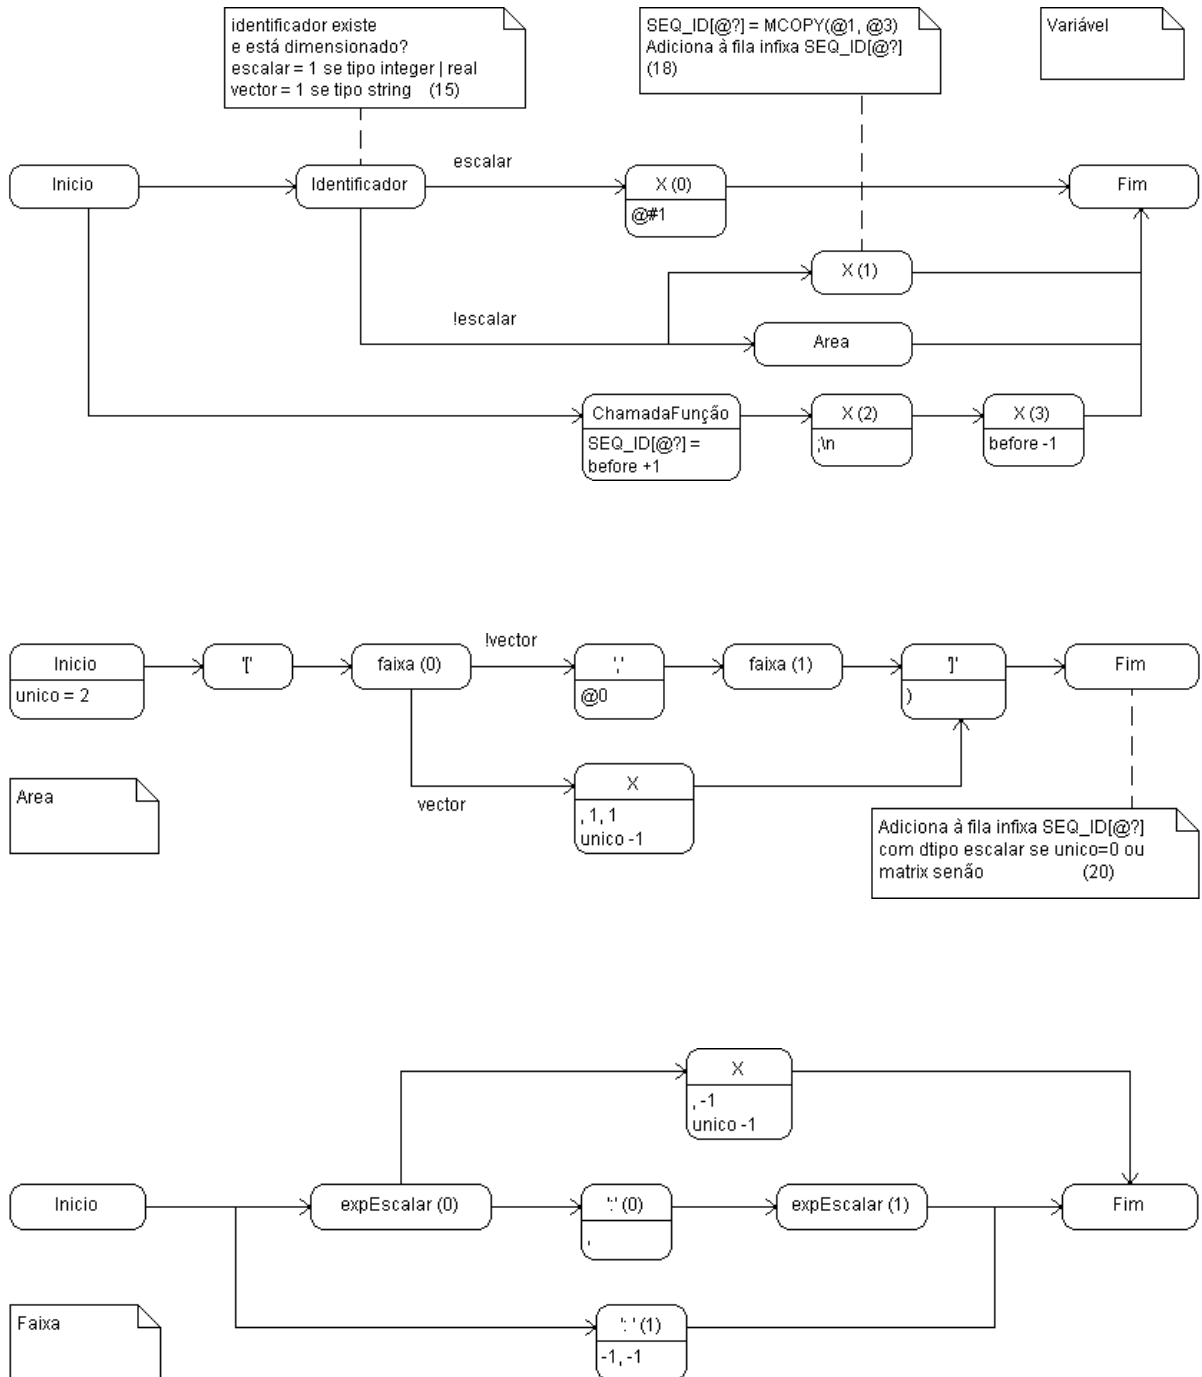 identificador existe
e está dimensionado?
escalar = 1 se tipo integer | real
vector = 1 se tipo string (15)
SEQ_ID[@?] = MCOPY(@1, @3)
Adiciona à fila infixa SEQ_ID[@?]
(18)
Variável
Inicio
Identificador
escalar
X (0)
@#1
Fim
X (1)
!escalar
Area
ChamadaFunção
SEQ_ID[@?] =
before +1
X (2)
;\n
X (3)
before -1
Inicio
unico = 2
'['
faixa (0)
!vector
','
@0
faixa (1)
']'
)
Fim
Area
vector
X
, 1, 1
unico -1
Adiciona à fila infixa SEQ_ID[@?]
com dtipo escalar se unico=0 ou
matrix senão (20)
X
, -1
unico -1
Inicio
expEscalar (0)
':' (0)
,
expEscalar (1)
Fim
Faixa
':' (1)
-1, -1